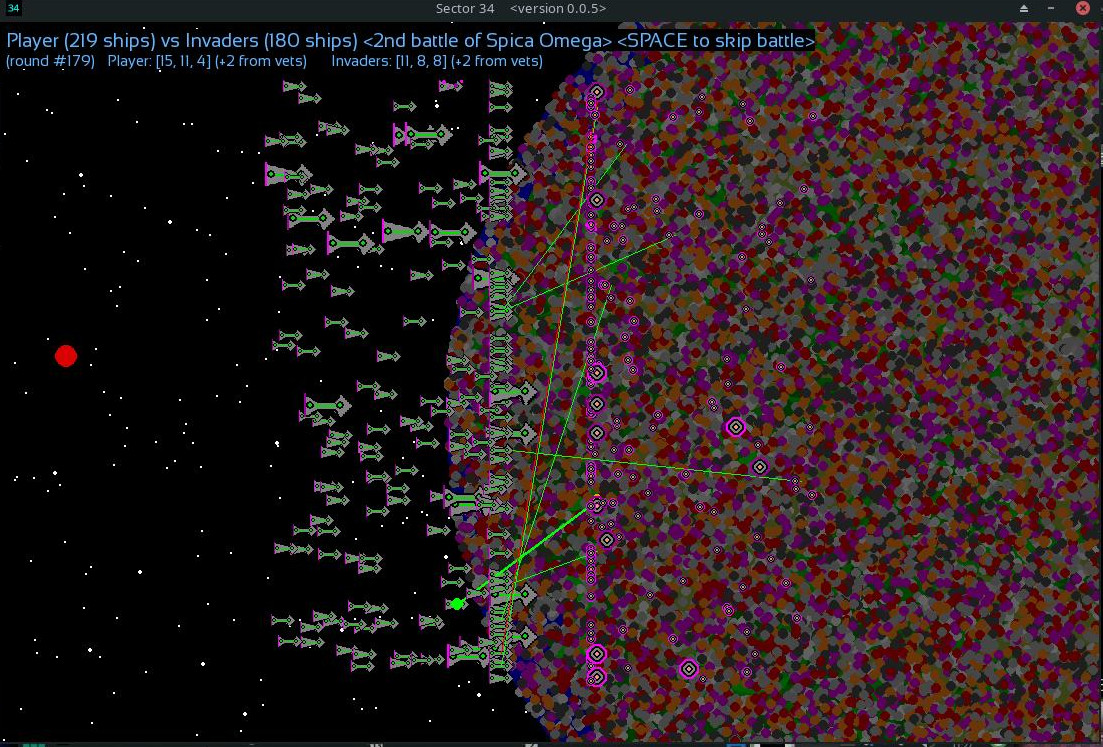 34
Sector 34 <version 0.0.5>
Player (219 ships) vs Invaders (180 ships) <2nd battle of Spica Omega> <SPACE to skip battle>
(round #179) Player: [15, 11, 4] (+2 from vets) Invaders: [11, 8, 8] (+2 from vets)